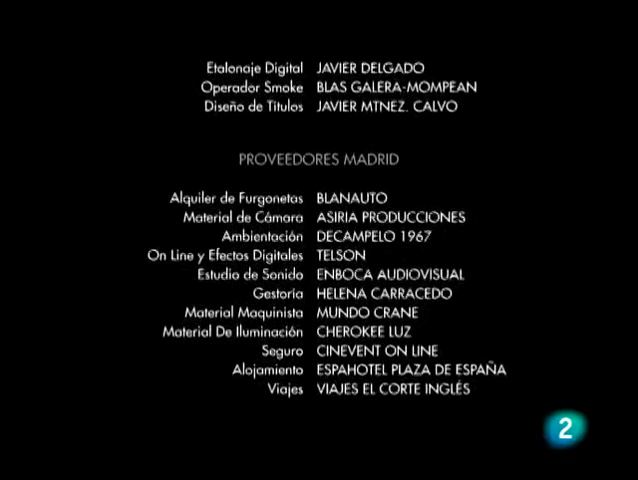 Etalonaje Digital JAVIER DELGADO
Operador Smoke BLAS GALERA-MOMPEAN
Diseño de Titulos JAVIER MTNEZ. CALVO
PROVEEDORES MADRID
Alquiler de Furgonetas BLANAUTO
Material de Cámara ASIRIA PRODUCCIONES
Ambientación DECAMPELO 1967
On Line y Efectos Digitales TELSON
Estudio de Sonido ENBOCA AUDIOVISUAL
Gestoría HELENA CARRACEDO
Material Maquinista MUNDO CRANE
Material De Iluminación CHEROKEE LUZ
Seguro CINEVENT ON LINE
Alojamiento ESPAHOTEL PLAZA DE ESPAÑA
Viajes VIAJES EL CORTE INGLÉS
2